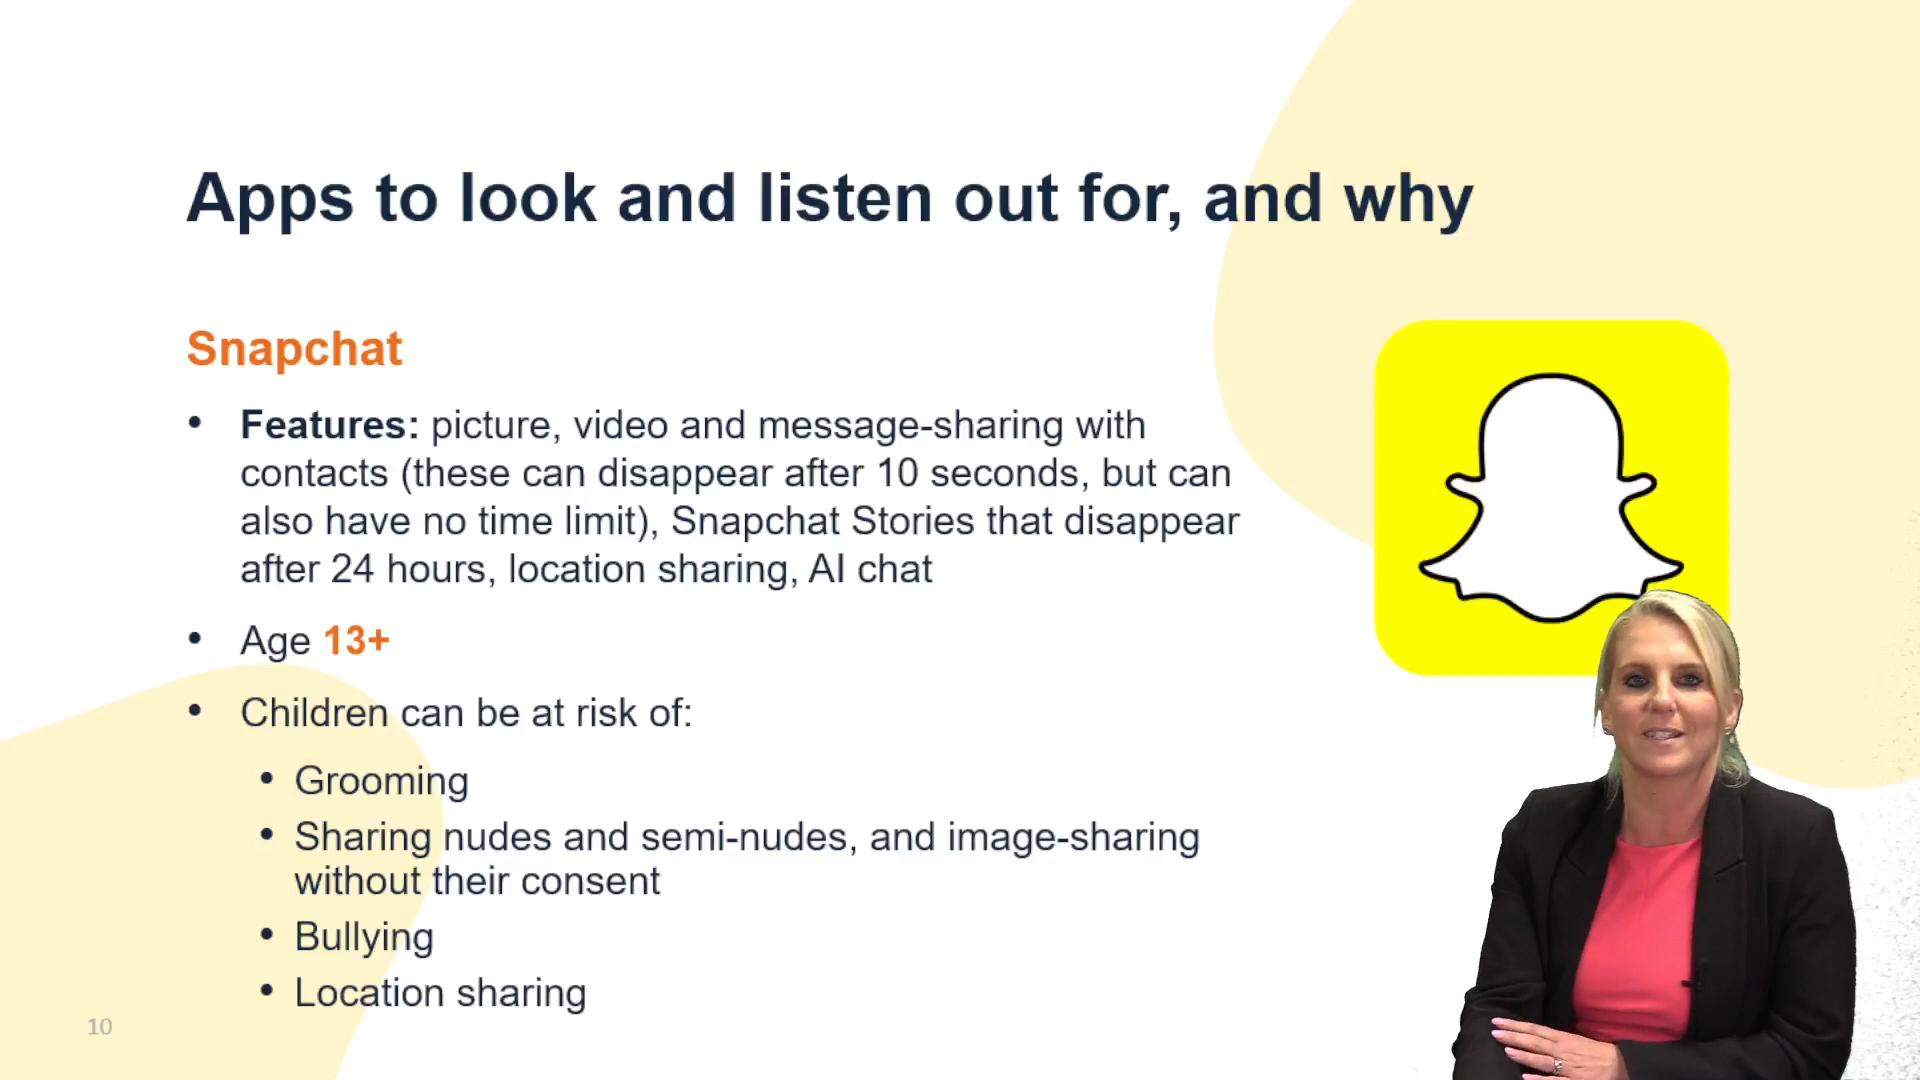 Apps to look and listen out for, and why
Snapchat
• Features: picture, video and message-sharing with
contacts (these can disappear after 10 seconds, but can
also have no time limit), Snapchat Stories that disappear
after 24 hours, location sharing, AI chat
• Age 13+
• Children can be at risk of:
• Grooming
• Sharing nudes and semi-nudes, and image-sharing
without their consent
• Bullying
• Location sharing
10